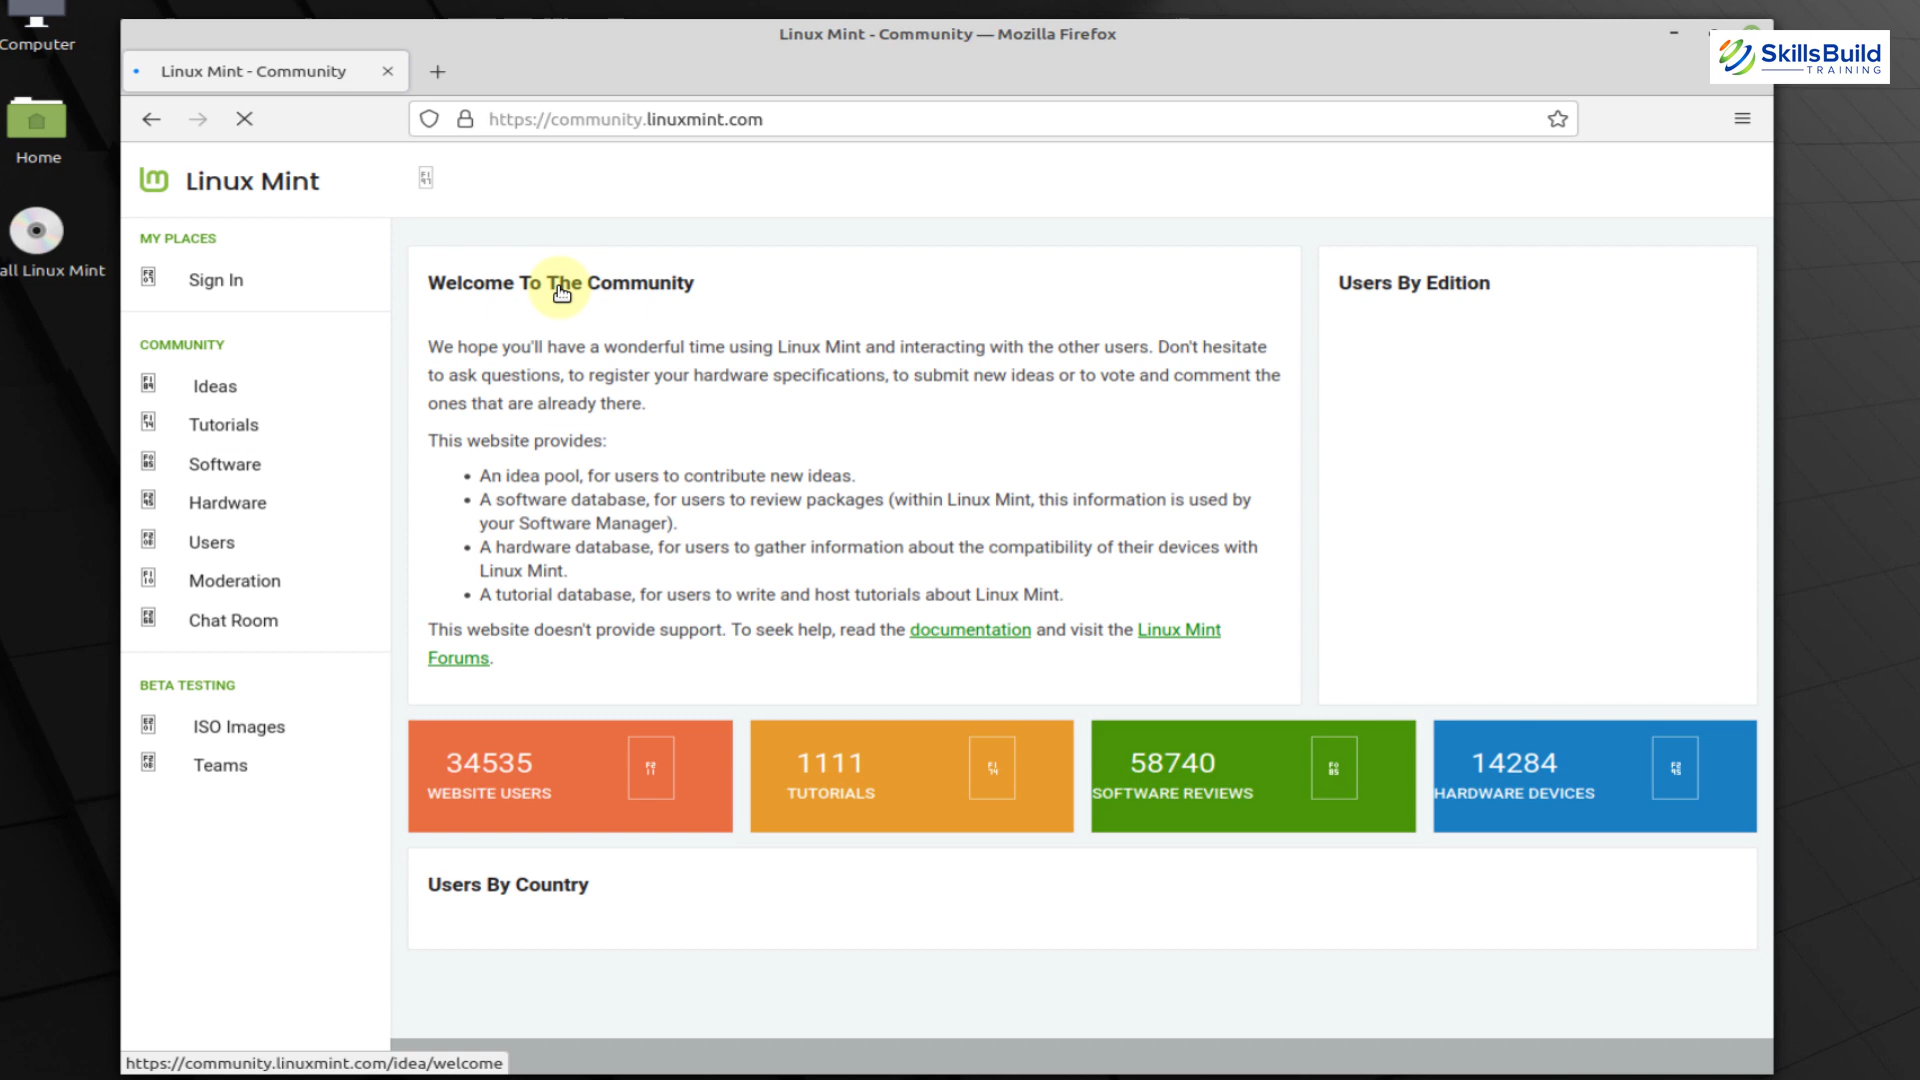 Computer
Home
all Linux Mint
Linux Mint - Community — Mozilla Firefox
Linux Mint - Community
https://community.linuxmint.com
SkillsBuild
TRAINING
Linux Mint
MY PLACES
Sign In
COMMUNITY
Ideas
Tutorials
Software
Hardware
Users
Moderation
Chat Room
BETA TESTING
ISO Images
Teams
Welcome To The Community
We hope you'll have a wonderful time using Linux Mint and interacting with the other users. Don't hesitate
to ask questions, to register your hardware specifications, to submit new ideas or to vote and comment the
ones that are already there.
This website provides:
• An idea pool, for users to contribute new ideas.
• A software database, for users to review packages (within Linux Mint, this information is used by
your Software Manager).
• A hardware database, for users to gather information about the compatibility of their devices with
Linux Mint.
• A tutorial database, for users to write and host tutorials about Linux Mint.
This website doesn't provide support. To seek help, read the documentation and visit the Linux Mint
Forums.
Users By Edition
34535
WEBSITE USERS
1111
TUTORIALS
58740
SOFTWARE REVIEWS
14284
HARDWARE DEVICES
Users By Country
https://community.linuxmint.com/idea/welcome